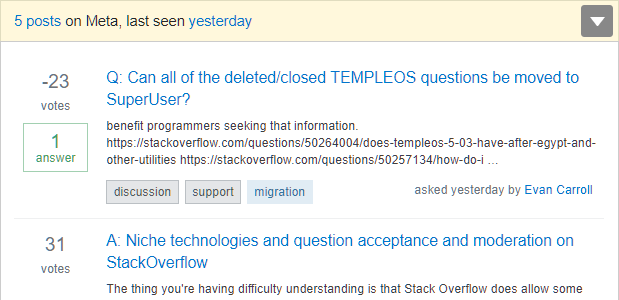 5 posts on Meta, last seen yesterday
-23
votes
1
answer
Q: Can all of the deleted/closed TEMPLEOS questions be moved to
SuperUser?
benefit programmers seeking that information.
https://stackoverflow.com/questions/50264004/does-templeos-5-03-have-after-egypt-and-
other-utilities https://stackoverflow.com/questions/50257134/how-do-i ...
discussion support migration
asked yesterday by Evan Carroll
31
votes
A: Niche technologies and question acceptance and moderation on
StackOverflow
The thing you're having difficulty understanding is that Stack Overflow does allow some